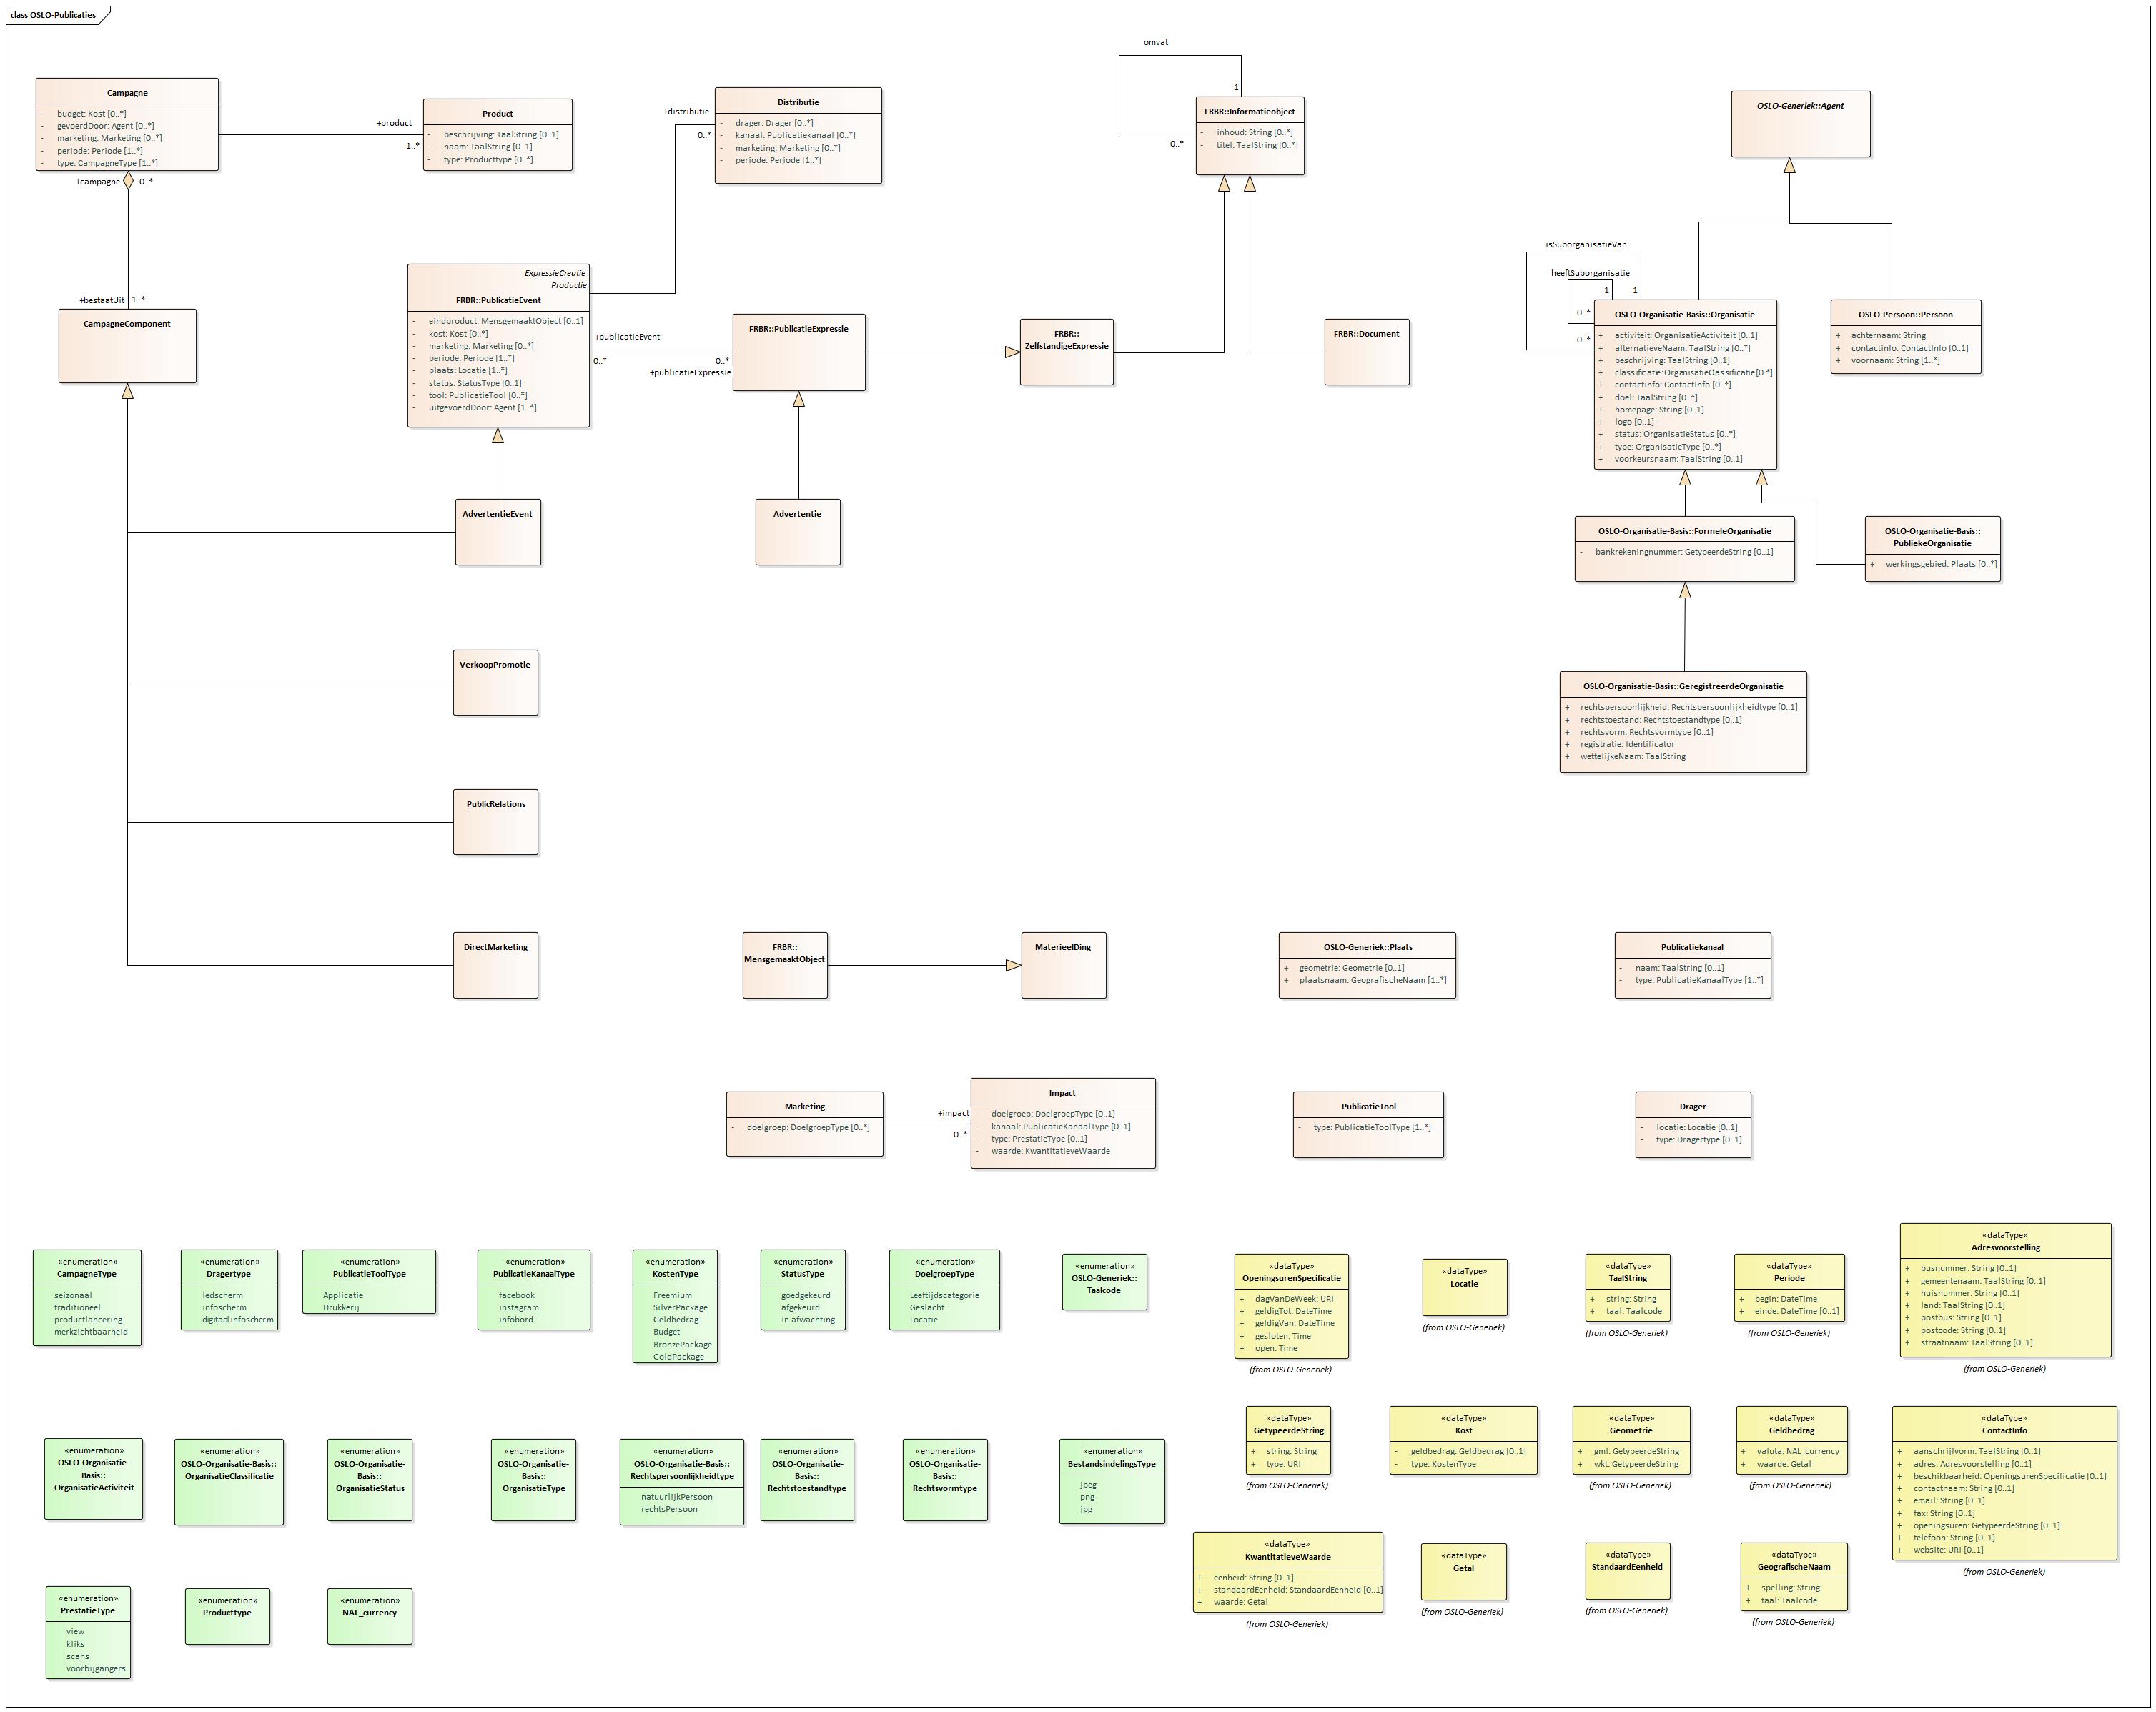 class OSLO-Publicaties
omvat
1
0..*
Campagne
- budget: Kost [0..*]
- gevoerdDoor: Agent [0..*]
- marketing: Marketing [0..*]
- periode: Periode [1..*]
- type: CampagneType [1..*]
+product
1..*
Product
- beschrijving: TaalString [0..1]
- naam: TaalString [0..1]
- type: Producttype [0..*]
+distributie
0..*
Distributie
- drager: Drager [0..*]
- kanaal: Publicatiekanaal [0..*]
- marketing: Marketing [0..*]
- periode: Periode [1..*]
FRBR::Informatieobject
- inhoud: String [0..*]
- titel: TaalString [0..*]
OSLO-Generiek::Agent
+campagne 0..*
+bestaatUit 1..*
CampagneComponent
ExpressieCreatie
Productie
FRBR::PublicatieEvent
- eindproduct: MensgemaaktObject [0..1]
- kost: Kost [0..*]
- marketing: Marketing [0..*]
- periode: Periode [1..*]
- plaats: Locatie [1..*]
- status: StatusType [0..1]
- tool: PublicatieTool [0..*]
- uitgevoerdDoor: Agent [1..*]
+publicatieEvent
0..*
0..*
+publicatieExpressie
FRBR::PublicatieExpressie
FRBR::
ZelfstandigeExpressie
FRBR::Document
isSuborganisatieVan
heeftSuborganisatie
1
1
0..*
0..*
OSLO-Organisatie-Basis::Organisatie
+ activiteit: OrganisatieActiviteit [0..1]
+ alternatieveNaam: TaalString [0..*]
+ beschrijving: TaalString [0..1]
+ classificatie:OrganisatieClassificatie[0..*]
+ contactinfo: ContactInfo [0..*]
+ doel: TaalString [0..*]
+ homepage: String [0..1]
+ logo [0..1]
+ status: OrganisatieStatus [0..*]
+ type: OrganisatieType [0..*]
+ voorkeursnaam: TaalString [0..1]
OSLO-Persoon::Persoon
+ achternaam: String
+ contactinfo: ContactInfo [0..1]
+ voornaam: String [1..*]
AdvertentieEvent
Advertentie
OSLO-Organisatie-Basis::FormeleOrganisatie
- bankrekeningnummer: GetypeerdeString [0..1]
OSLO-Organisatie-Basis::
PubliekeOrganisatie
+ werkingsgebied: Plaats [0..*]
VerkoopPromotie
OSLO-Organisatie-Basis::GeregistreerdeOrganisatie
+ rechtspersoonlijkheid: Rechtspersoonlijkheidtype [0..1]
+ rechtstoestand: Rechtstoestandtype [0..1]
+ rechtsvorm: Rechtsvormtype [0..1]
+ registratie: Identificator
+ wettelijkeNaam: TaalString
PublicRelations
DirectMarketing
FRBR::
MensgemaaktObject
MaterieelDing
OSLO-Generiek::Plaats
+ geometrie: Geometrie [0..1]
+ plaatsnaam: GeografischeNaam [1..*]
Publicatiekanaal
- naam: TaalString [0..1]
- type: PublicatieKanaalType [1..*]
Marketing
- doelgroep: DoelgroepType [0..*]
+impact
0..*
Impact
- doelgroep: DoelgroepType [0..1]
- kanaal: PublicatieKanaalType [0..1]
- type: PrestatieType [0..1]
- waarde: KwantitatieveWaarde
PublicatieTool
- type: PublicatieToolType [1..*]
Drager
- locatie: Locatie [0..1]
- type: Dragertype [0..1]
«enumeration»
CampagneType
seizonaal
traditioneel
productlancering
merkzichtbaarheid
«enumeration»
Dragertype
ledscherm
infoscherm
digitaal infoscherm
«enumeration»
PublicatieToolType
Applicatie
Drukkerij
«enumeration»
PublicatieKanaalType
facebook
instagram
infobord
«enumeration»
KostenType
Freemium
SilverPackage
Geldbedrag
Budget
BronzePackage
GoldPackage
«enumeration»
StatusType
goedgekeurd
afgekeurd
in afwachting
«enumeration»
DoelgroepType
Leeftijdscategorie
Geslacht
Locatie
«enumeration»
OSLO-Generiek::
Taalcode
«dataType»
OpeningsurenSpecificatie
+ dagVanDeWeek: URI
+ geldigTot: DateTime
+ geldigVan: DateTime
+ gesloten: Time
+ open: Time
(from OSLO-Generiek)
«dataType»
Locatie
(from OSLO-Generiek)
«dataType»
TaalString
+ string: String
+ taal: Taalcode
(from OSLO-Generiek)
«dataType»
Periode
+ begin: DateTime
+ einde: DateTime [0..1]
(from OSLO-Generiek)
«dataType»
Adresvoorstelling
+ busnummer: String [0..1]
+ gemeentenaam: TaalString [0..1]
+ huisnummer: String [0..1]
+ land: TaalString [0..1]
+ postbus: String [0..1]
+ postcode: String [0..1]
+ straatnaam: TaalString [0..1]
(from OSLO-Generiek)
«enumeration»
OSLO-Organisatie-
Basis::
OrganisatieActiviteit
«enumeration»
OSLO-Organisatie-Basis::
OrganisatieClassificatie
«enumeration»
OSLO-Organisatie-
Basis::
OrganisatieStatus
«enumeration»
OSLO-Organisatie-
Basis::
OrganisatieType
«enumeration»
OSLO-Organisatie-Basis::
Rechtspersoonlijkheidtype
natuurlijkPersoon
rechtsPersoon
«enumeration»
OSLO-Organisatie-
Basis::
Rechtstoestandtype
«enumeration»
OSLO-Organisatie-
Basis::
Rechtsvormtype
«enumeration»
BestandsindelingsType
jpeg
png
jpg
«dataType»
GetypeerdeString
+ string: String
+ type: URI
(from OSLO-Generiek)
«dataType»
Kost
- geldbedrag: Geldbedrag [0..1]
- type: KostenType
«dataType»
Geometrie
+ gml: GetypeerdeString
+ wkt: GetypeerdeString
(from OSLO-Generiek)
«dataType»
Geldbedrag
+ valuta: NAL_currency
+ waarde: Getal
(from OSLO-Generiek)
«dataType»
ContactInfo
+ aanschrijfvorm: TaalString [0..1]
+ adres: Adresvoorstelling [0..1]
+ beschikbaarheid: OpeningsurenSpecificatie [0..1]
+ contactnaam: String [0..1]
+ email: String [0..1]
+ fax: String [0..1]
+ openingsuren: GetypeerdeString [0..1]
+ telefoon: String [0..1]
+ website: URI [0..1]
(from OSLO-Generiek)
«enumeration»
PrestatieType
view
kliks
scans
voorbijgangers
«enumeration»
Producttype
«enumeration»
NAL_currency
«dataType»
KwantitatieveWaarde
+ eenheid: String [0..1]
+ standaardEenheid: StandaardEenheid [0..1]
+ waarde: Getal
(from OSLO-Generiek)
«dataType»
Getal
(from OSLO-Generiek)
«dataType»
StandaardEenheid
(from OSLO-Generiek)
«dataType»
GeografischeNaam
+ spelling: String
+ taal: Taalcode
(from OSLO-Generiek)